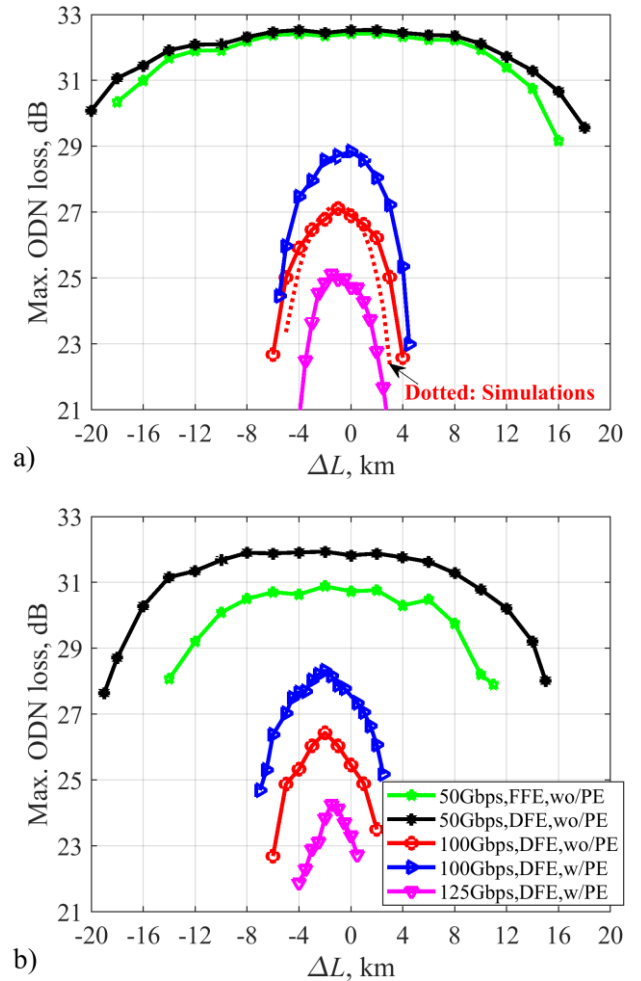 33
31
29
27
25
23
21
Max. ODN loss, dB
Dotted: Simulations
-20 -16 -12 -8 -4 0 4 8 12 16 20
a)
ΔL, km
33
31
29
27
25
23
21
Max. ODN loss, dB
50Gbps,FFE,wo/PE
50Gbps,DFE,wo/PE
100Gbps,DFE,wo/PE
100Gbps,DFE,w/PE
125Gbps,DFE,w/PE
-20 -16 -12 -8 -4 0 4 8 12 16 20
b)
ΔL, km